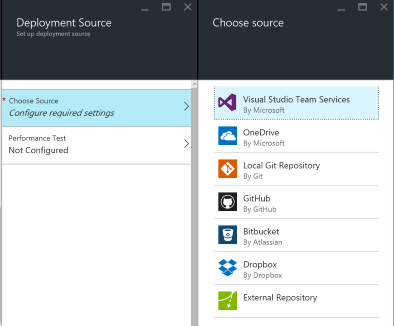 Deployment Source
Set up deployment source
* Choose Source
Configure required settings
Performance Test
Not Configured
Choose source
Visual Studio Team Services
By Microsoft
OneDrive
By Microsoft
Local Git Repository
By Git
GitHub
By GitHub
Bitbucket
By Atlassian
Dropbox
By Dropbox
External Repository